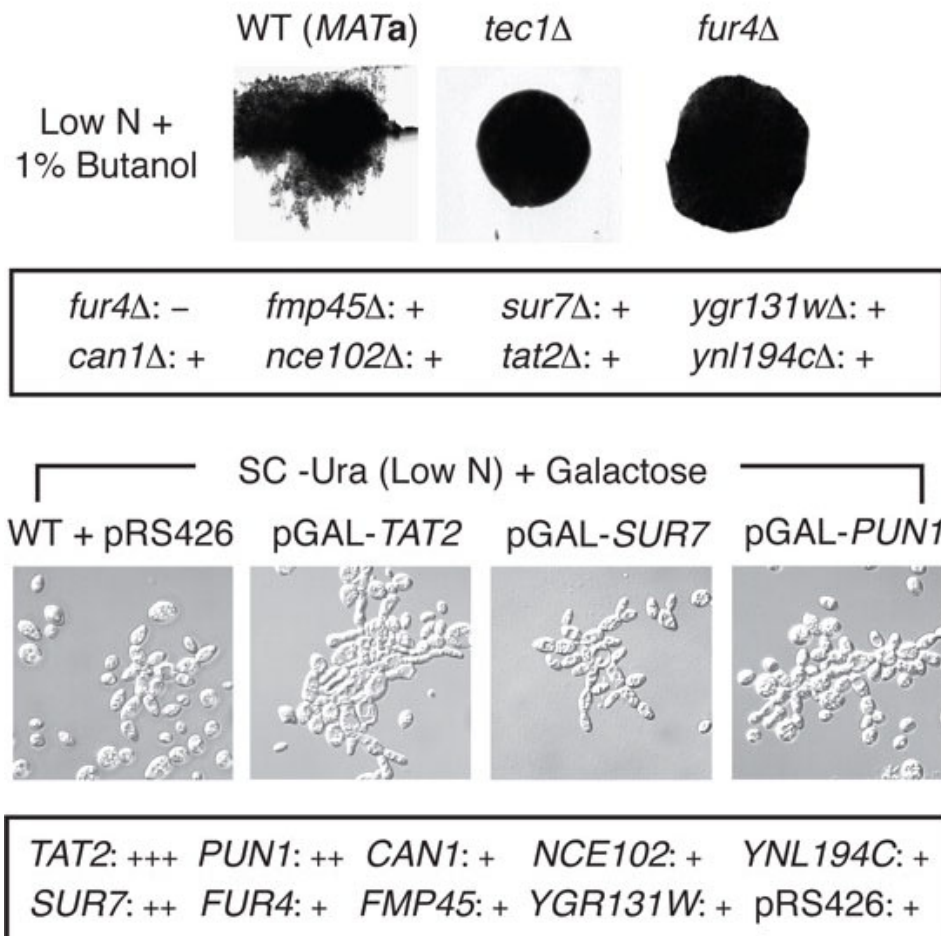 WT (MATa) tec1Δ fur4Δ
Low N +
1% Butanol
fur4Δ: – fmp45Δ: + sur7Δ: + ygr131wΔ: +
can1Δ: + nce102Δ: + tat2Δ: + ynl194cΔ: +
SC -Ura (Low N) + Galactose
WT + pRS426 pGAL-TAT2 pGAL-SUR7 pGAL-PUN1
TAT2: +++ PUN1: ++ CAN1: + NCE102: + YNL194C: +
SUR7: ++ FUR4: + FMP45: + YGR131W: + pRS426: +